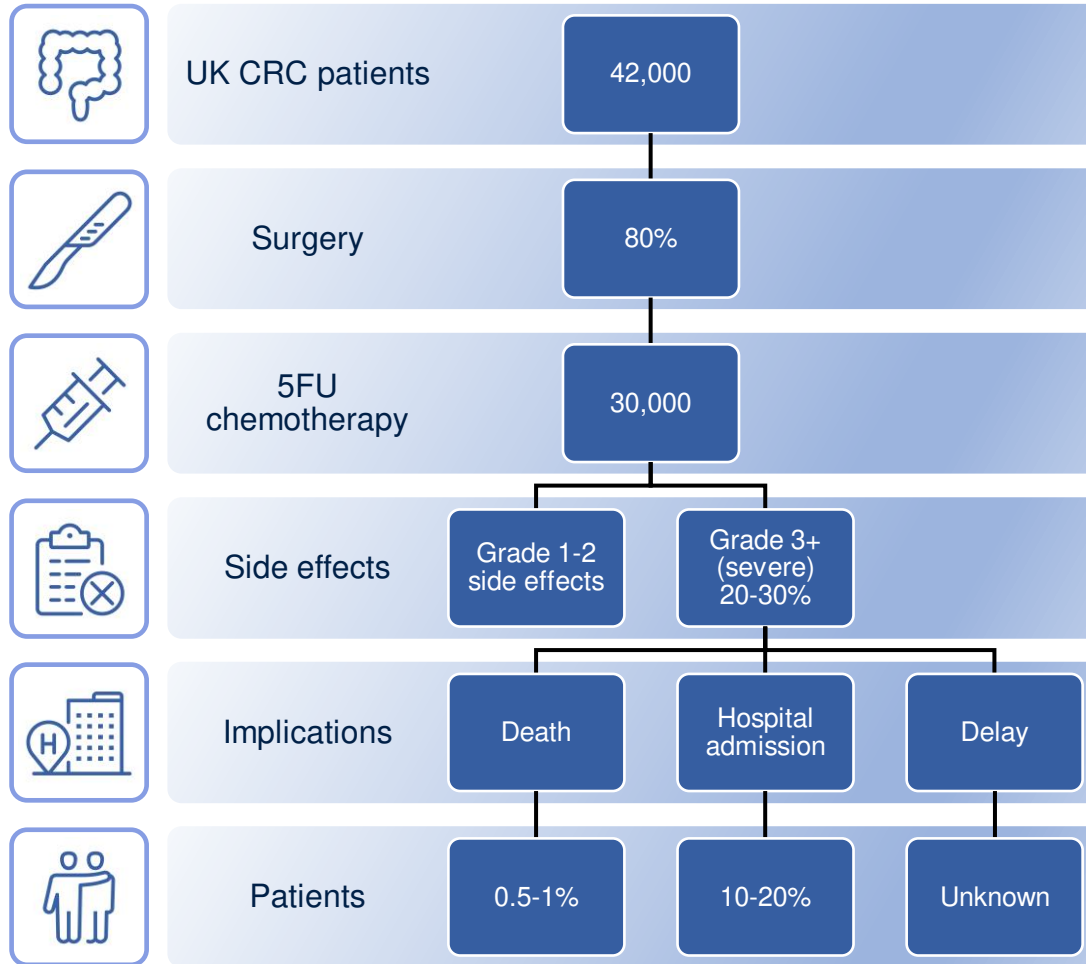 UK CRC patients
42,000
Surgery
80%
5FU
chemotherapy
30,000
Side effects
Grade 1-2
side effects
Grade 3+
(severe)
20-30%
H
Implications
Death
Hospital
admission
Delay
Patients
0.5-1%
10-20%
Unknown